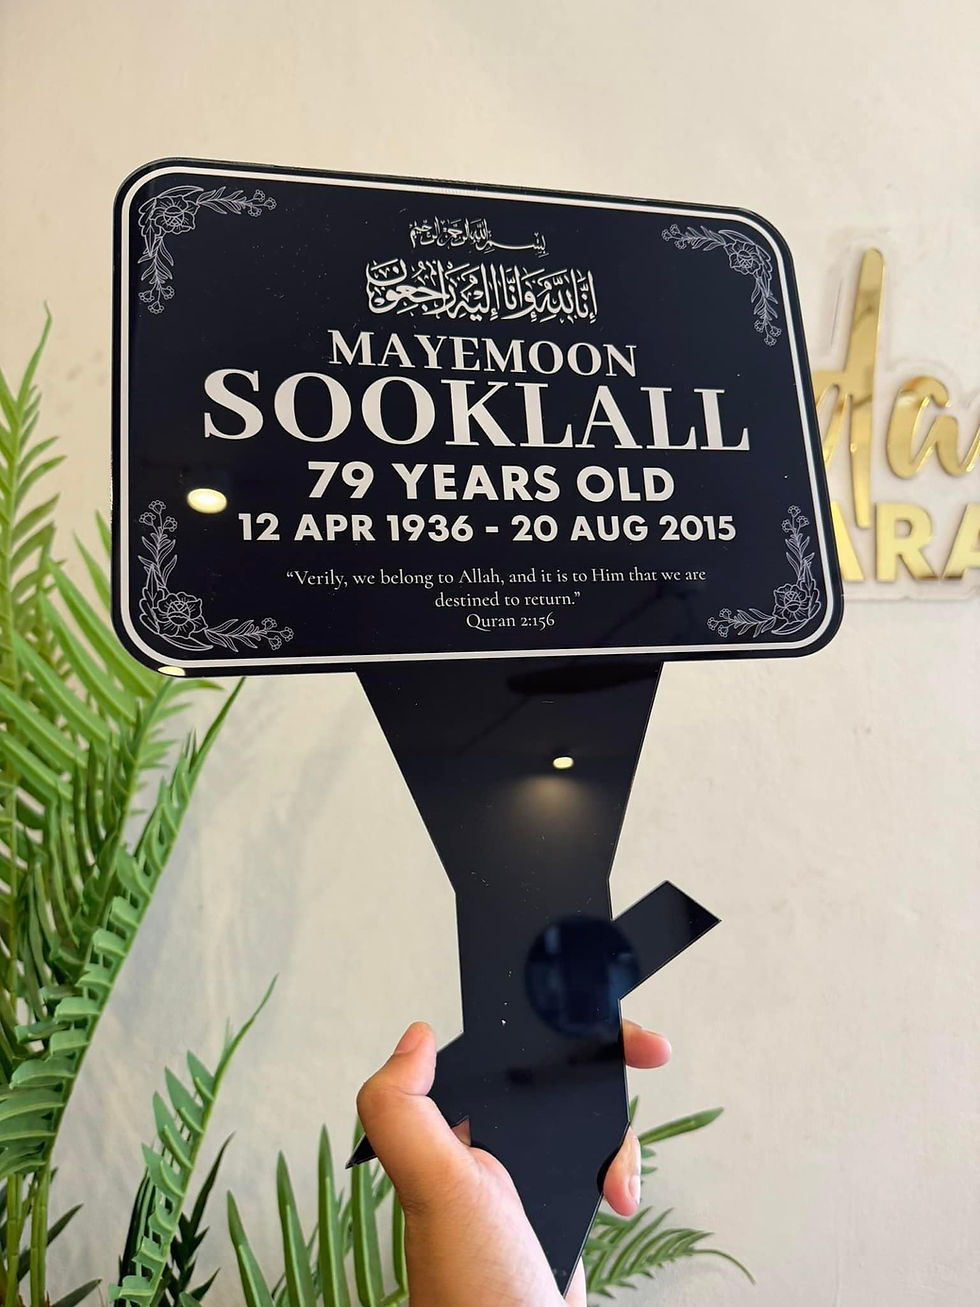 بسم الله الرحمن الرحيم
إنا لله وإنا إليه راجعون
MAYEMOON
SOOKLALL
79 YEARS OLD
12 APR 1936 - 20 AUG 2015
“Verily, we belong to Allah, and it is to Him that we are
destined to return.”
Quran 2:156